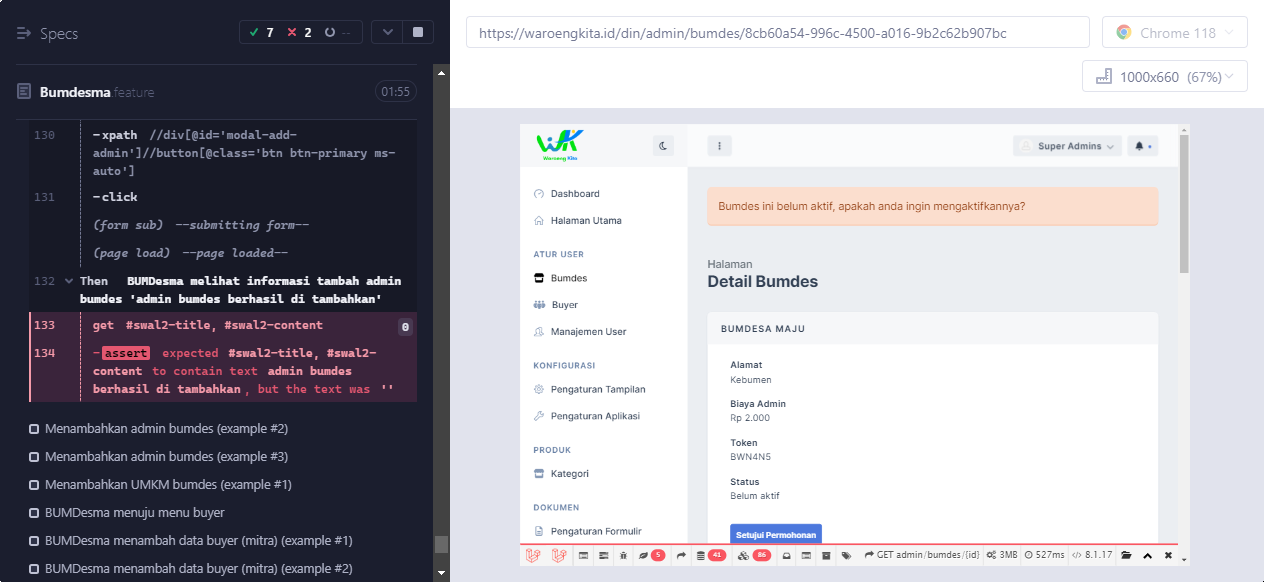 Specs
7
2
--
Bumdesma.feature
01:55
130 -xpath //div[@id='modal-add-
admin']//button[@class='btn btn-primary ms-
auto']
131 -click
(form sub) --submitting form--
(page load) --page loaded--
132 Then BUMDesma melihat informasi tambah admin
bumdes 'admin bumdes berhasil di tambahkan'
133 get #swal2-title, #swal2-content 0
134 -assert expected #swal2-title, #swal2-
content to contain text admin bumdes
berhasil di tambahkan, but the text was ''
Menambahkan admin bumdes (example #2)
Menambahkan admin bumdes (example #3)
Menambahkan UMKM bumdes (example #1)
BUMDesma menuju menu buyer
BUMDesma menambah data buyer (mitra) (example #1)
BUMDesma menambah data buyer (mitra) (example #2)
https://waroengkita.id/din/admin/bumdes/8cb60a54-996c-4500-a016-9b2c62b907bc
Chrome 118
1000x660 (67%)
WK
Waroeng Kita
Super Admins
Dashboard
Halaman Utama
ATUR USER
Bumdes
Buyer
Manajemen User
KONFIGURASI
Pengaturan Tampilan
Pengaturan Aplikasi
PRODUK
Kategori
DOKUMEN
Pengaturan Formulir
Bumdes ini belum aktif, apakah anda ingin mengaktifkannya?
Halaman
Detail Bumdes
BUMDESA MAJU
Alamat
Kebumen
Biaya Admin
Rp 2.000
Token
BWN4N5
Status
Belum aktif
Setujui Permohonan
5
41
86
GET admin/bumdes/{id}
3MB
527ms
8.1.17